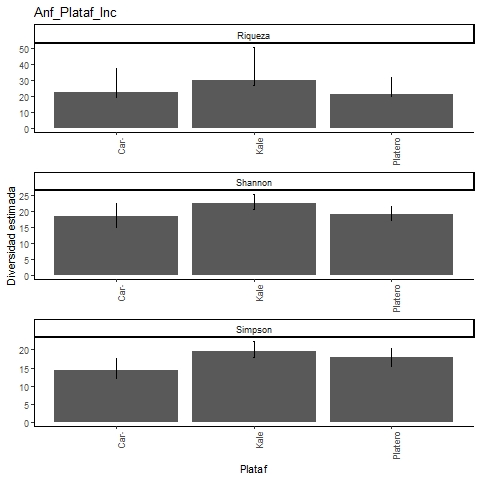 Anf_Plataf_Inc
Riqueza
50
40
30
20
10
0
Car-
Kale
Platero
Diversidad estimada
Shannon
25
20
15
10
5
0
Car-
Kale
Platero
Simpson
20
15
10
5
0
Car-
Kale
Platero
Plataf